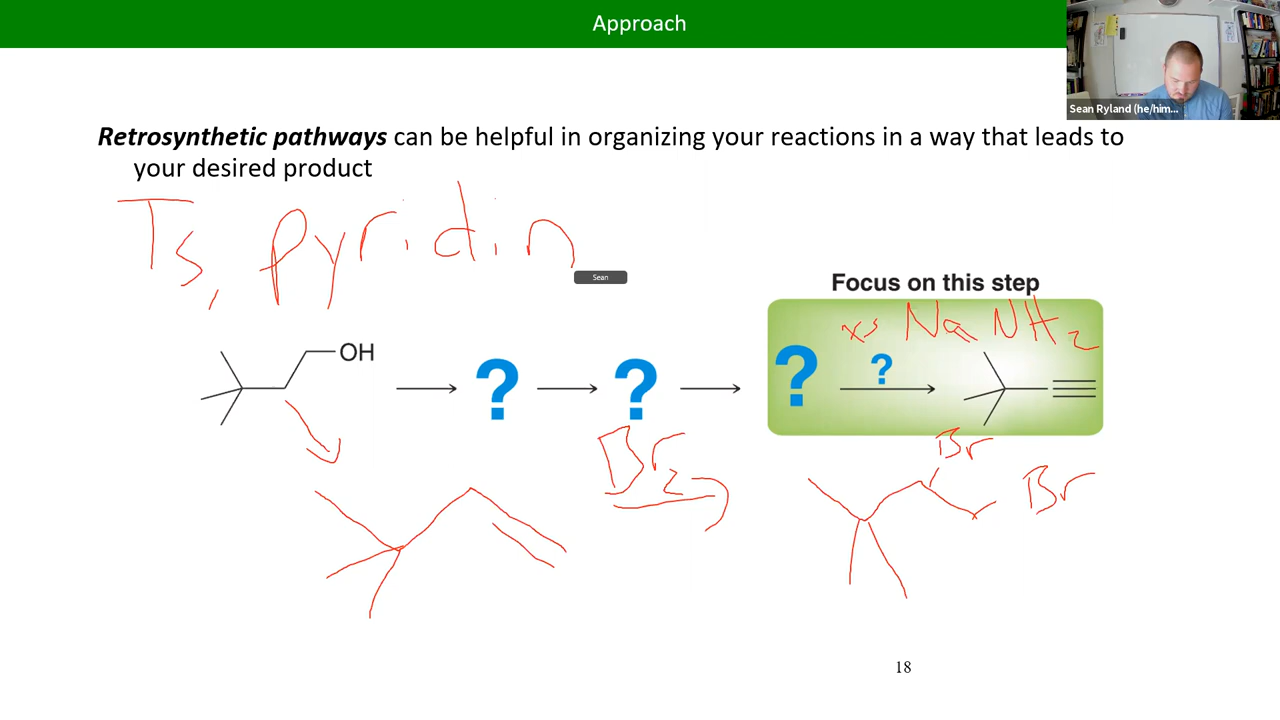 Approach
Sean Ryland (he/him...
Retrosynthetic pathways can be helpful in organizing your reactions in a way that leads to
your desired product
Ts, pyridin
Sean
Focus on this step
xs NaNH2
OH
? ? ? ?
Br2
Br
Br
18